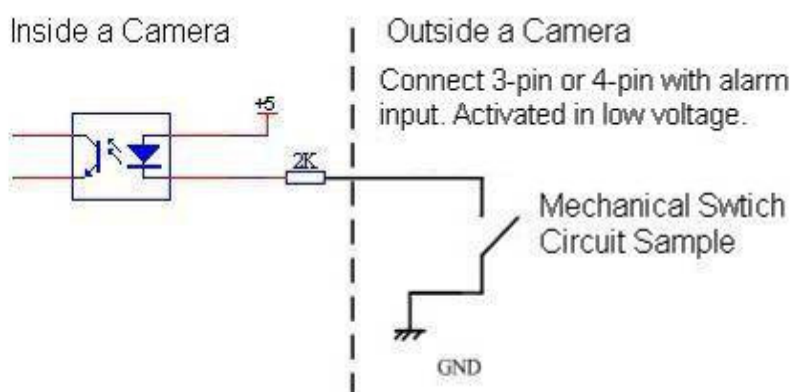 Inside a Camera
Outside a Camera
Connect 3-pin or 4-pin with alarm
input. Activated in low voltage.
+5
2K
Mechanical Swtich
Circuit Sample
GND